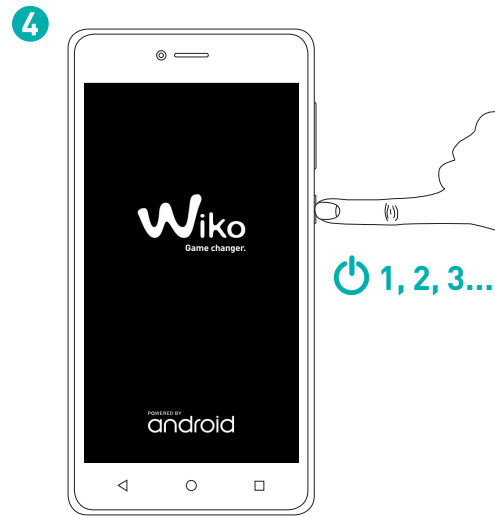 4
Wiko
Game changer.
1, 2, 3...
POWERED BY
android